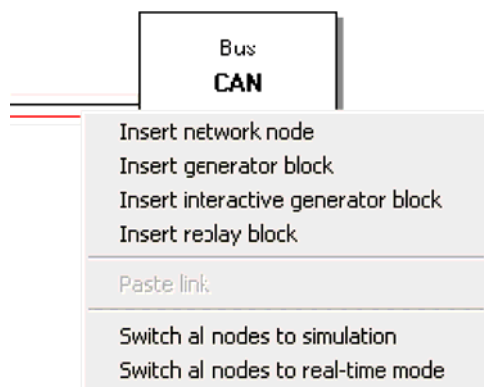 Bus
CAN
Insert network node
Insert generator block
Insert interactive generator block
Insert replay block
Paste link
Switch al nodes to simulation
Switch al nodes to real-time mode